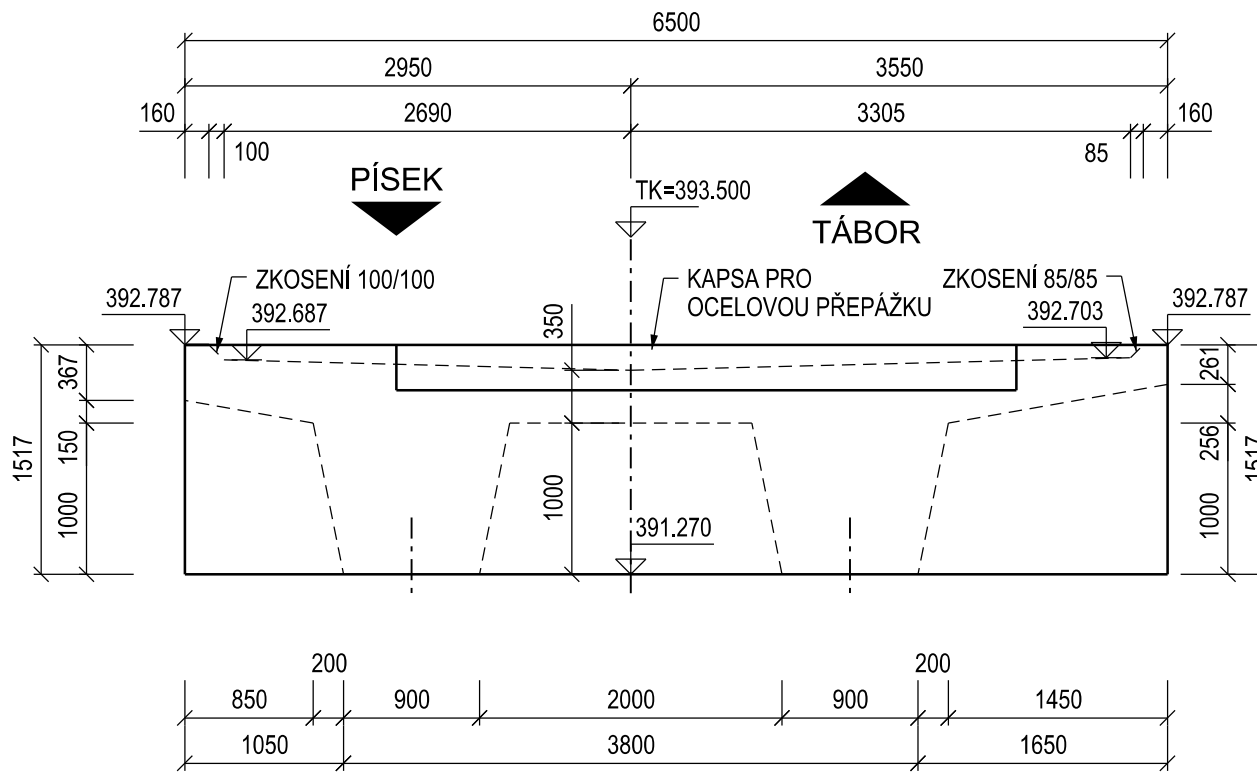 6500
2950 3550
160 2690 3305 160
100 85
PÍSEK
TK=393.500
TÁBOR
ZKOSENÍ 100/100
KAPSA PRO
OCELOVOU PŘEPÁŽKU
ZKOSENÍ 85/85
392.787
392.687
350
392.703
392.787
367
261
1517
150
256
1517
1000
1000
391.270
1000
200 200
850 900 2000 900 1450
1050 3800 1650